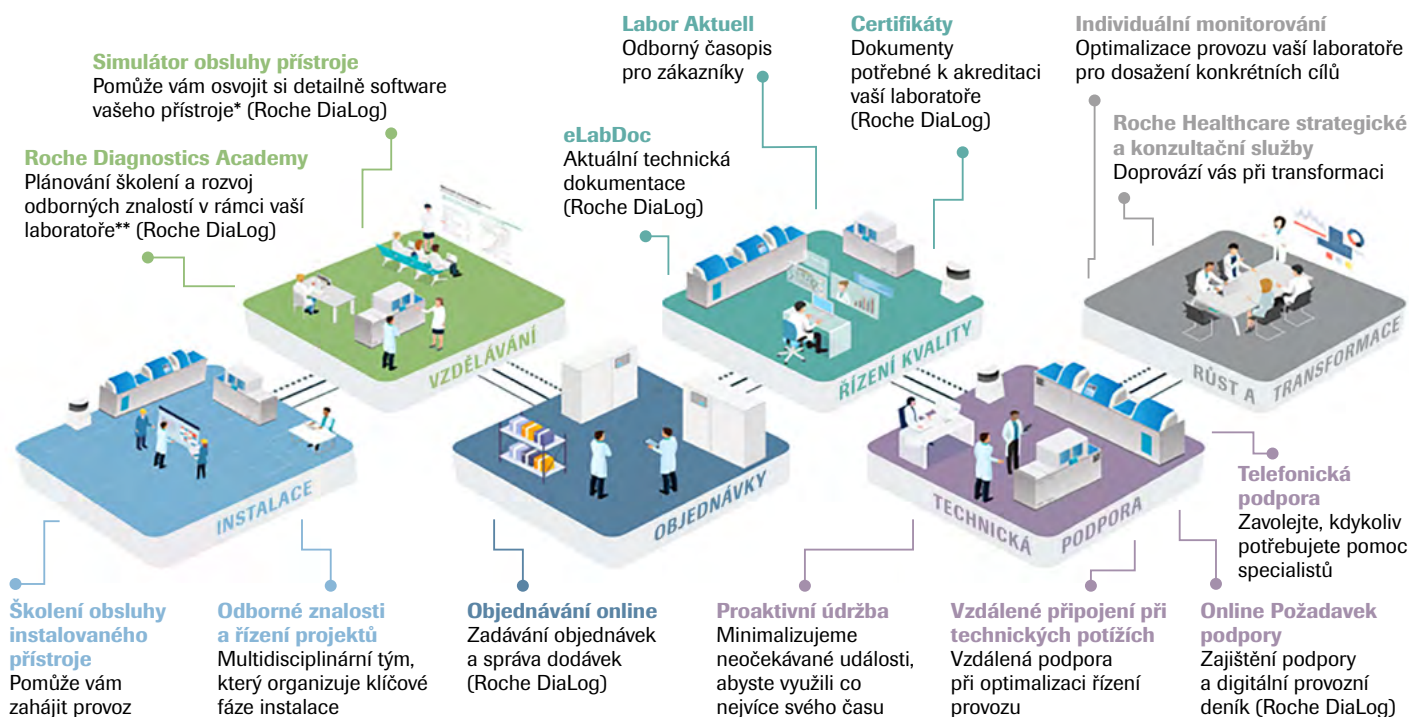 Simulátor obsluhy přístroje
Pomůže vám osvojit si detailně software
vašeho přístroje* (Roche DiaLog)
Roche Diagnostics Academy
Plánování školení a rozvoj
odborných znalostí v rámci vaší
laboratoře** (Roche DiaLog)
Labor Aktuell
Odborný časopis
pro zákazníky
eLabDoc
Aktuální technická
dokumentace
(Roche DiaLog)
Certifikáty
Dokumenty
potřebné k akreditaci
vaší laboratoře
(Roche DiaLog)
Individuální monitorování
Optimalizace provozu vaší laboratoře
pro dosažení konkrétních cílů
Roche Healthcare strategické
a konzultační služby
Doprovází vás při transformaci
VZDĚLÁVÁNÍ
ŘÍZENÍ KVALITY
RŮST A TRANSFORMACE
INSTALACE
OBJEDNÁVKY
TECHNICKÁ PODPORA
Školení obsluhy
instalovaného
přístroje
Pomůže vám
zahájit provoz
Odborné znalosti
a řízení projektů
Multidisciplinární tým,
který organizuje klíčové
fáze instalace
Objednávání online
Zadávání objednávek
a správa dodávek
(Roche DiaLog)
Proaktivní údržba
Minimalizujeme
neočekávané události,
abyste využili co
nejvíce svého času
Vzdálené připojení při
technických potížích
Vzdálená podpora
při optimalizaci řízení
provozu
Telefonická
podpora
Zavolejte, kdykoliv
potřebujete pomoc
specialistů
Online Požadavek
podpory
Zajištění podpory
a digitální provozní
deník (Roche DiaLog)